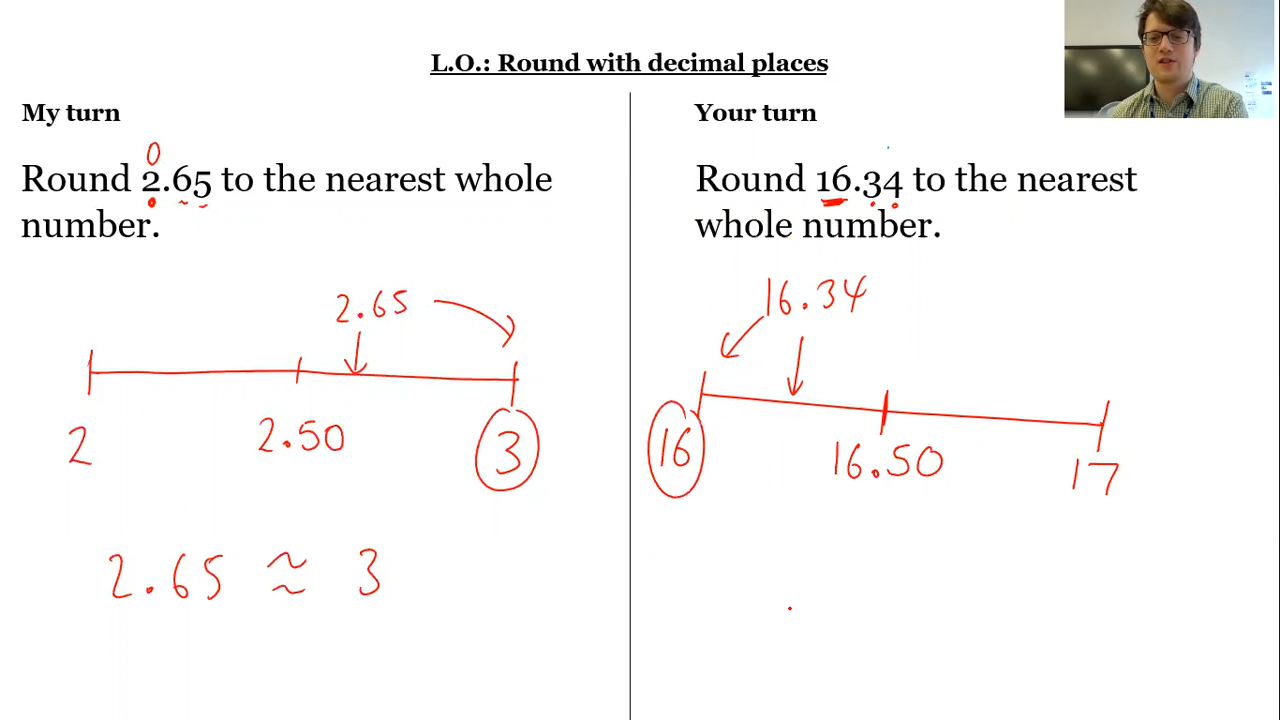 L.O.: Round with decimal places
My turn
0
Round 2.65 to the nearest whole
number.
2.65
2
2.50
3
2.65 ≈ 3
Your turn
Round 16.34 to the nearest
whole number.
16.34
16
16.50
17